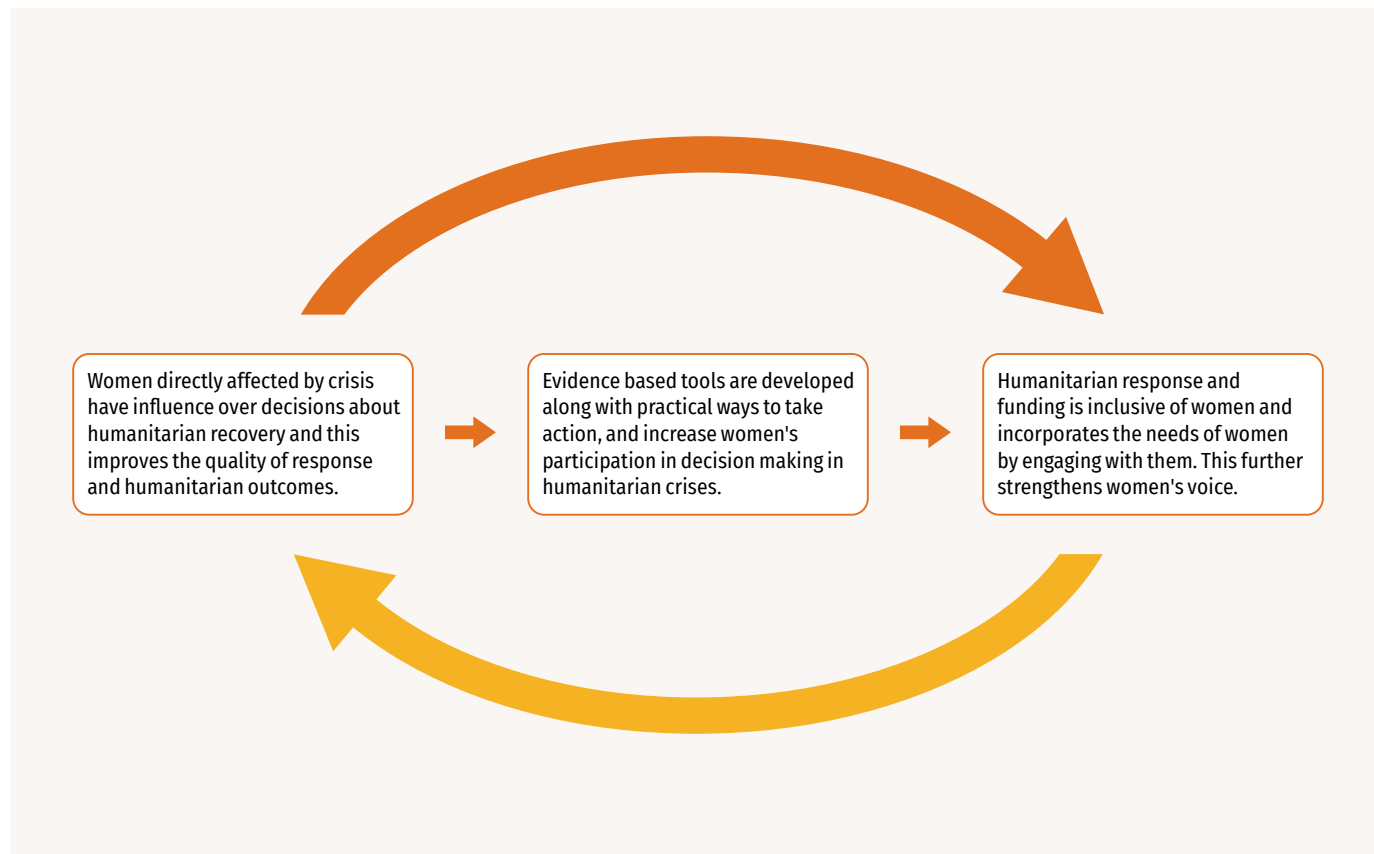 Women directly affected by crisis
have influence over decisions about
humanitarian recovery and this
improves the quality of response
and humanitarian outcomes.
Evidence based tools are developed
along with practical ways to take
action, and increase women's
participation in decision making in
humanitarian crises.
Humanitarian response and
funding is inclusive of women and
incorporates the needs of women
by engaging with them. This further
strengthens women's voice.